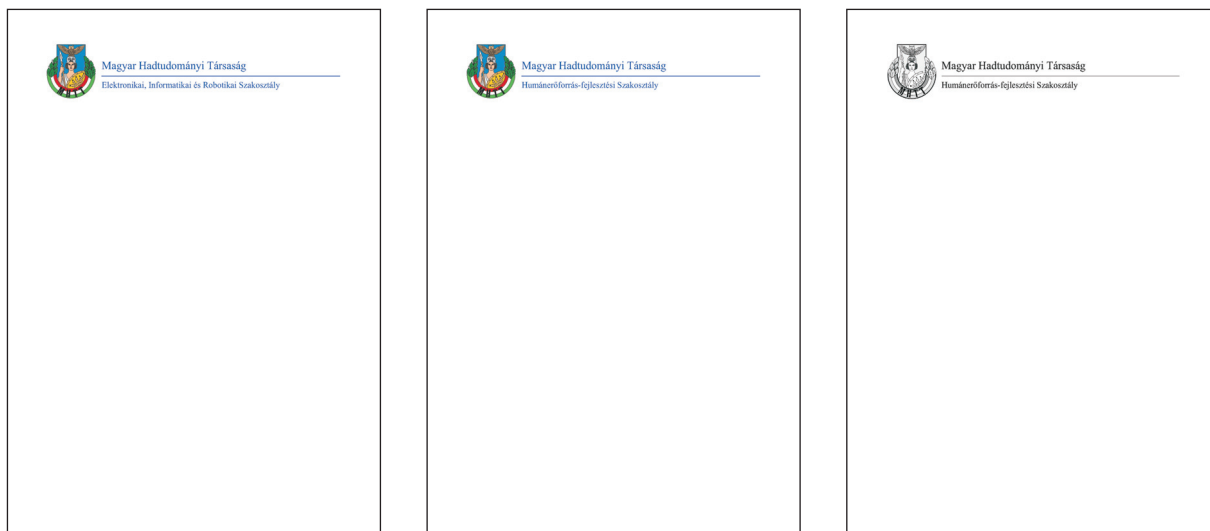 Magyar Hadtudományi Társaság
Elektronikai, Informatikai és Robotikai Szakosztály
Magyar Hadtudományi Társaság
Humánerőforrás-fejlesztési Szakosztály
Magyar Hadtudományi Társaság
Humánerőforrás-fejlesztési Szakosztály